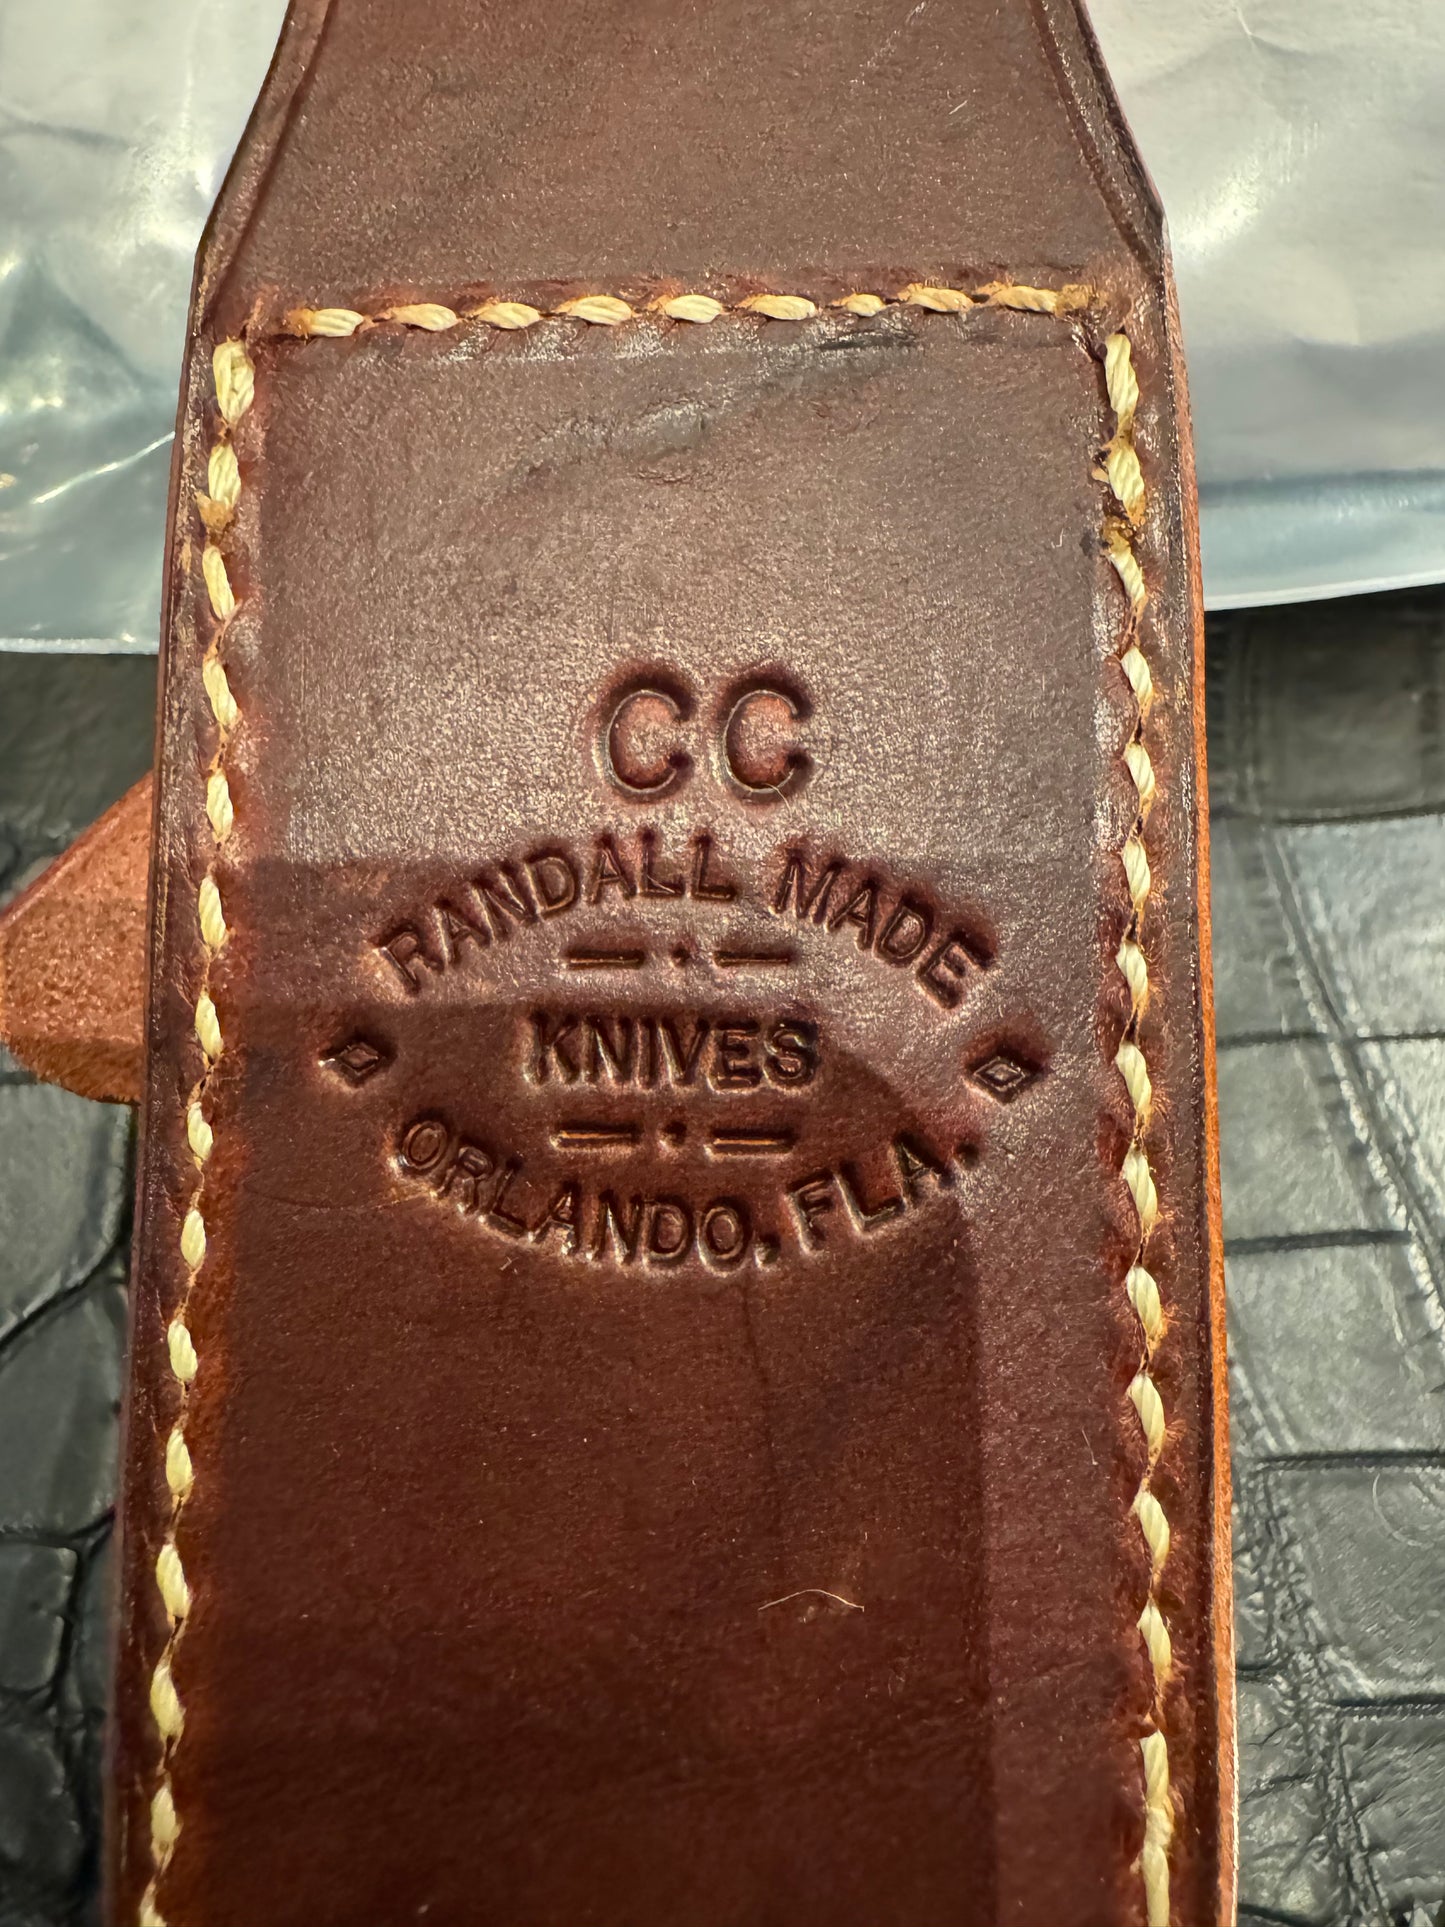 CC
RANDALL MADE
KNIVES
ORLANDO, FLA.